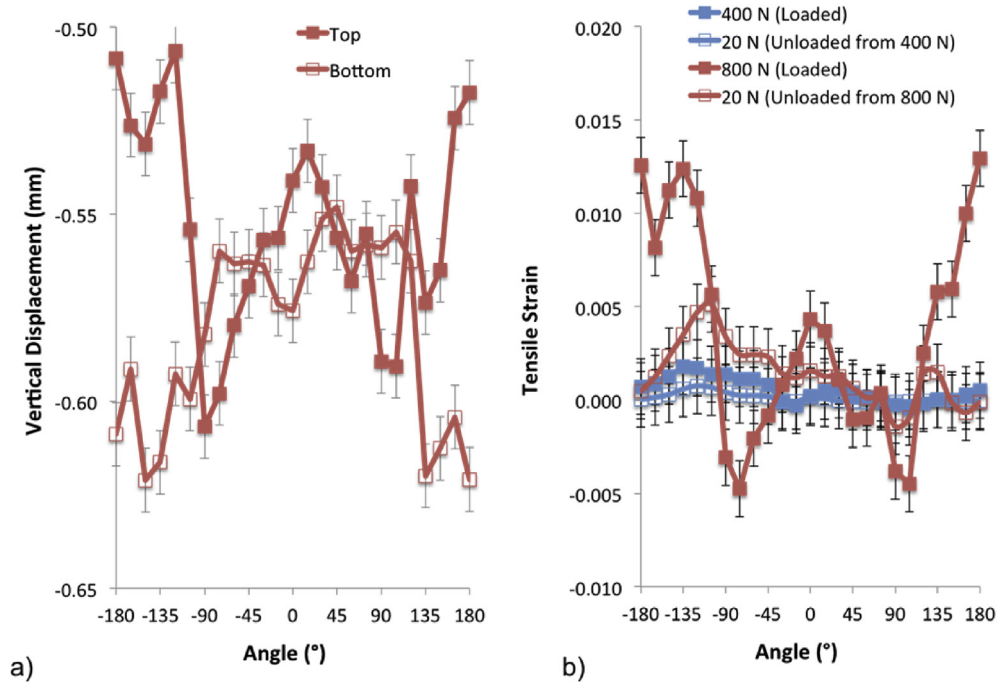 -0.50
-0.55
-0.60
-0.65
Vertical Displacement (mm)
Top
Bottom
-180 -135 -90 -45 0 45 90 135 180
Angle (°)
a)
400 N (Loaded)
20 N (Unloaded from 400 N)
800 N (Loaded)
20 N (Unloaded from 800 N)
0.020
0.015
0.010
0.005
0.000
-0.005
-0.010
Tensile Strain
-180 -135 -90 -45 0 45 90 135 180
Angle (°)
b)